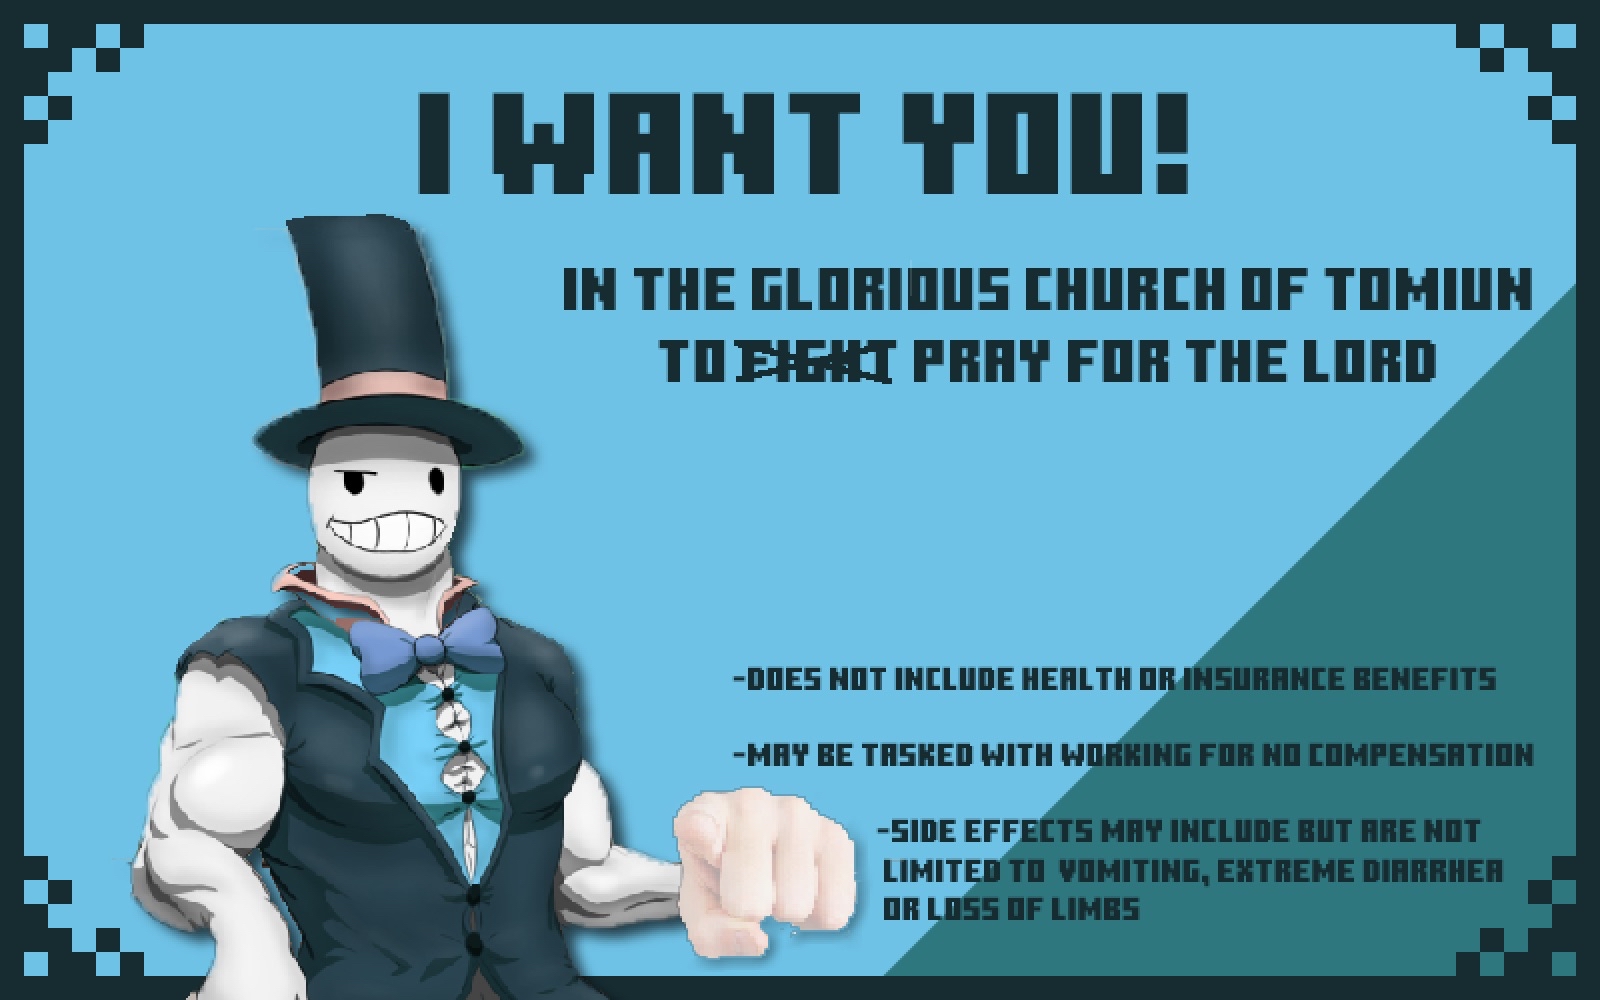 I WANT YOU!
IN THE GLORIOUS CHURCH OF TOMIUN
TO FIGHT PRAY FOR THE LORD
-DOES NOT INCLUDE HEALTH OR INSURANCE BENEFITS
-MAY BE TASKED WITH WORKING FOR NO COMPENSATION
-SIDE EFFECTS MAY INCLUDE BUT ARE NOT
LIMITED TO VOMITING, EXTREME DIARRHEA
OR LOSS OF LIMBS